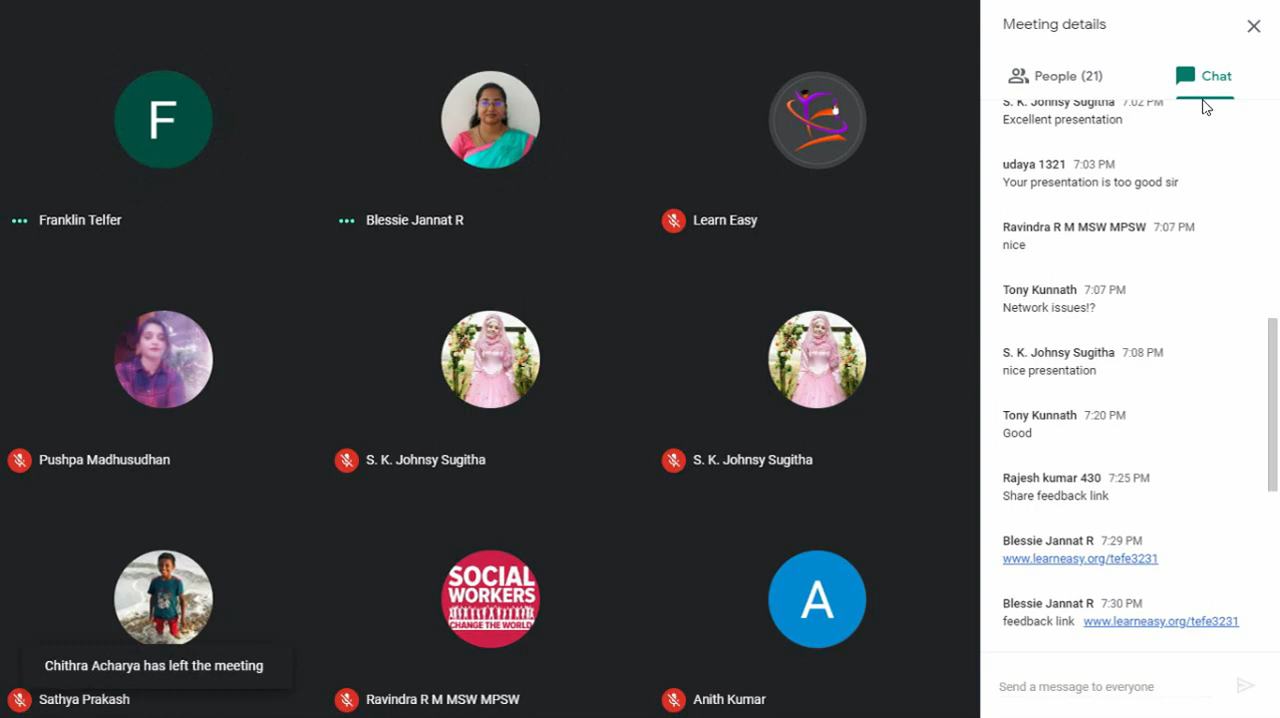 Meeting details
People (21)
Chat
S. K. Johnsy Sugitha 7:02 PM
Excellent presentation
udaya 1321 7:03 PM
Your presentation is too good sir
Ravindra R M MSW MPSW 7:07 PM
nice
Tony Kunnath 7:07 PM
Network issues!?
S. K. Johnsy Sugitha 7:08 PM
nice presentation
Tony Kunnath 7:20 PM
Good
Rajesh kumar 430 7:25 PM
Share feedback link
Blessie Jannat R 7:29 PM
www.learneasy.org/tefe3231
Blessie Jannat R 7:30 PM
feedback link www.learneasy.org/tefe3231
Send a message to everyone
F
Franklin Telfer
Blessie Jannat R
Learn Easy
Pushpa Madhusudhan
S. K. Johnsy Sugitha
S. K. Johnsy Sugitha
SOCIAL
WORKERS
CHANGE THE WORLD
A
Chithra Acharya has left the meeting
Sathya Prakash
Ravindra R M MSW MPSW
Anith Kumar